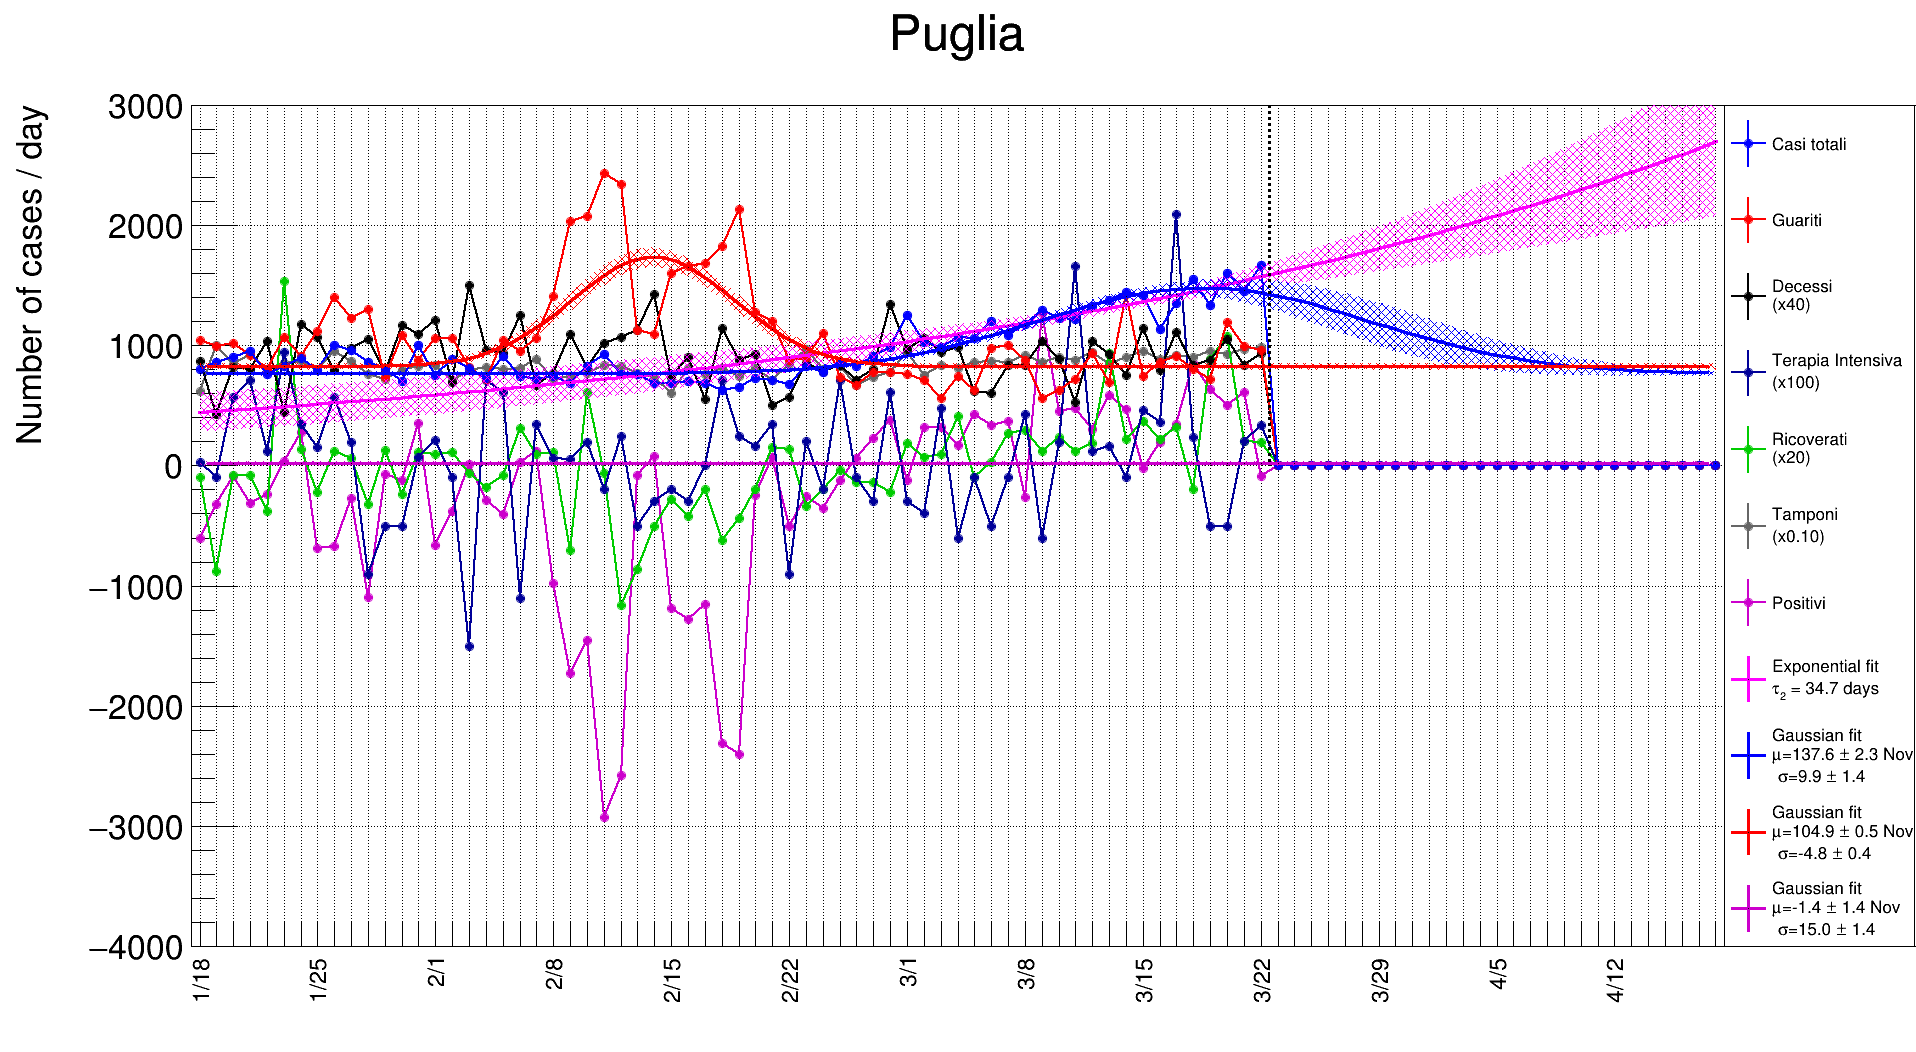 Puglia
Number of cases / day
3000
2000
1000
0
−1000
−2000
−3000
−4000
1/18
1/25
2/1
2/8
2/15
2/22
3/1
3/8
3/15
3/22
3/29
4/5
4/12
Casi totali
Guariti
Decessi
(x40)
Terapia Intensiva
(x100)
Ricoverati
(x20)
Tamponi
(x0.10)
Positivi
Exponential fit
τ2 = 34.7 days
Gaussian fit
μ=137.6 ± 2.3 Nov
σ=9.9 ± 1.4
Gaussian fit
μ=104.9 ± 0.5 Nov
σ=-4.8 ± 0.4
Gaussian fit
μ=-1.4 ± 1.4 Nov
σ=15.0 ± 1.4